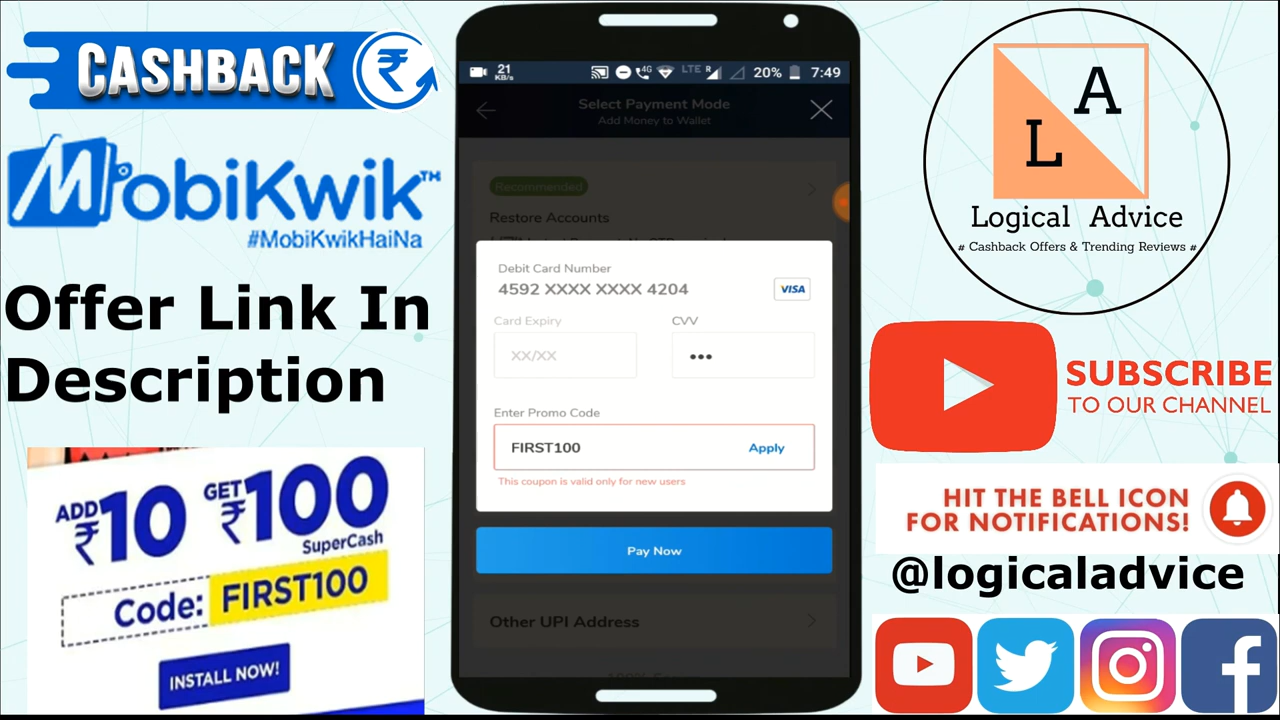 CASHBACK ₹
MobiKwik™
#MobiKwikHaiNa
Offer Link In
Description
ADD ₹10 GET ₹100
SuperCash
Code: FIRST100
INSTALL NOW!
21 KB/s 4G LTE R 20% 7:49
Select Payment Mode
Add Money to Wallet
Recommended
Restore Accounts
Debit Card Number
4592 XXXX XXXX 4204
VISA
Card Expiry CVV
XX/XX •••
Enter Promo Code
FIRST100 Apply
This coupon is valid only for new users
Pay Now
Other UPI Address
L A
Logical Advice
# Cashback Offers & Trending Reviews #
SUBSCRIBE
TO OUR CHANNEL
HIT THE BELL ICON
FOR NOTIFICATIONS!
@logicaladvice